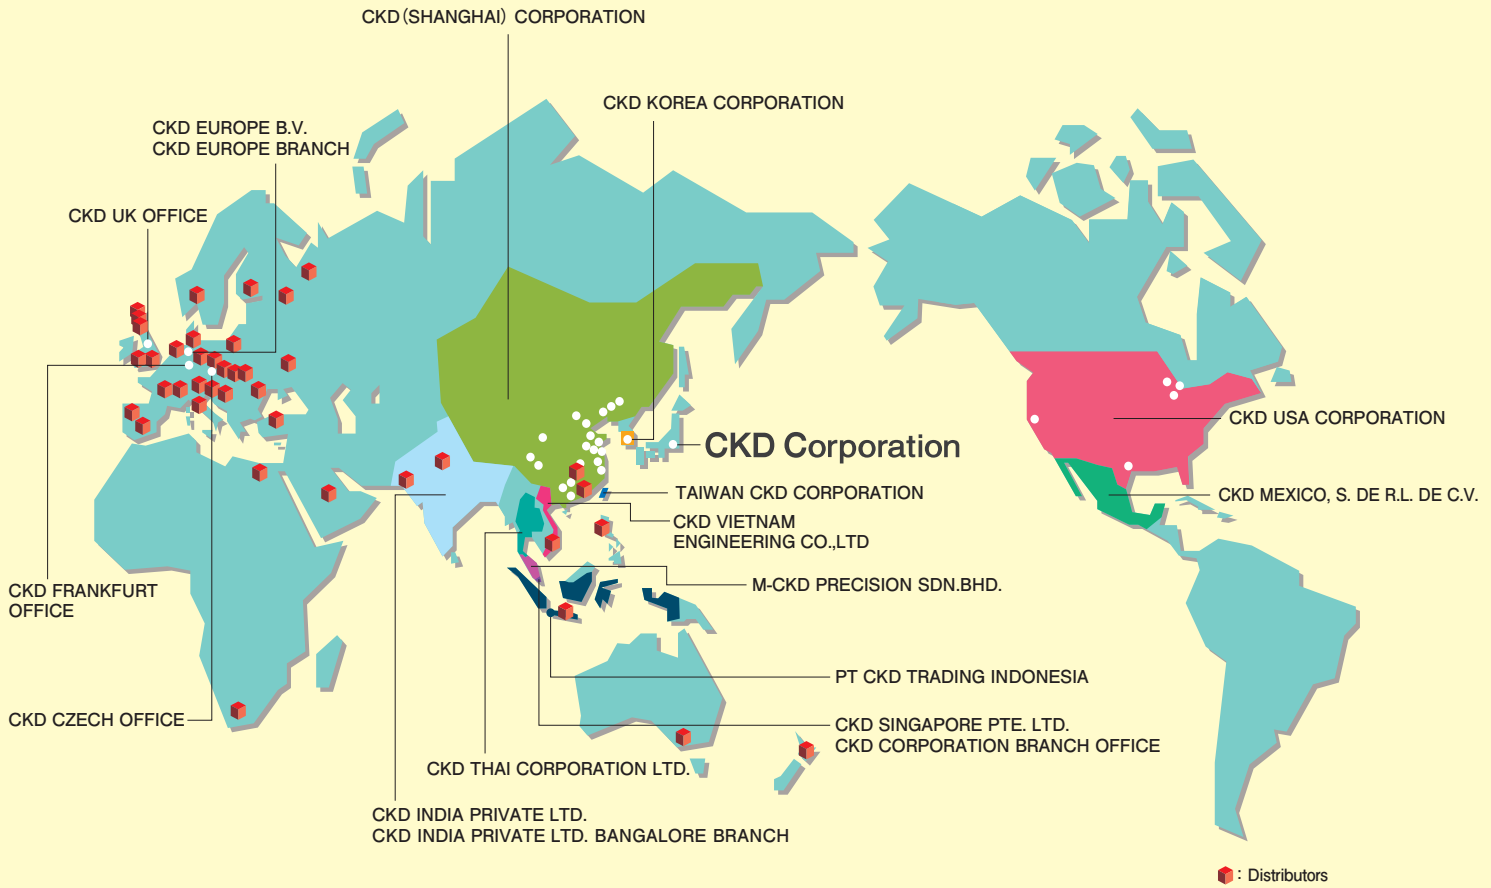 CKD(SHANGHAI) CORPORATION
CKD KOREA CORPORATION
CKD EUROPE B.V.
CKD EUROPE BRANCH
CKD UK OFFICE
CKD USA CORPORATION
CKD Corporation
TAIWAN CKD CORPORATION
CKD MEXICO, S. DE R.L. DE C.V.
CKD VIETNAM
ENGINEERING CO.,LTD
M-CKD PRECISION SDN.BHD.
CKD FRANKFURT
OFFICE
PT CKD TRADING INDONESIA
CKD CZECH OFFICE
CKD SINGAPORE PTE. LTD.
CKD CORPORATION BRANCH OFFICE
CKD THAI CORPORATION LTD.
CKD INDIA PRIVATE LTD.
CKD INDIA PRIVATE LTD. BANGALORE BRANCH
: Distributors